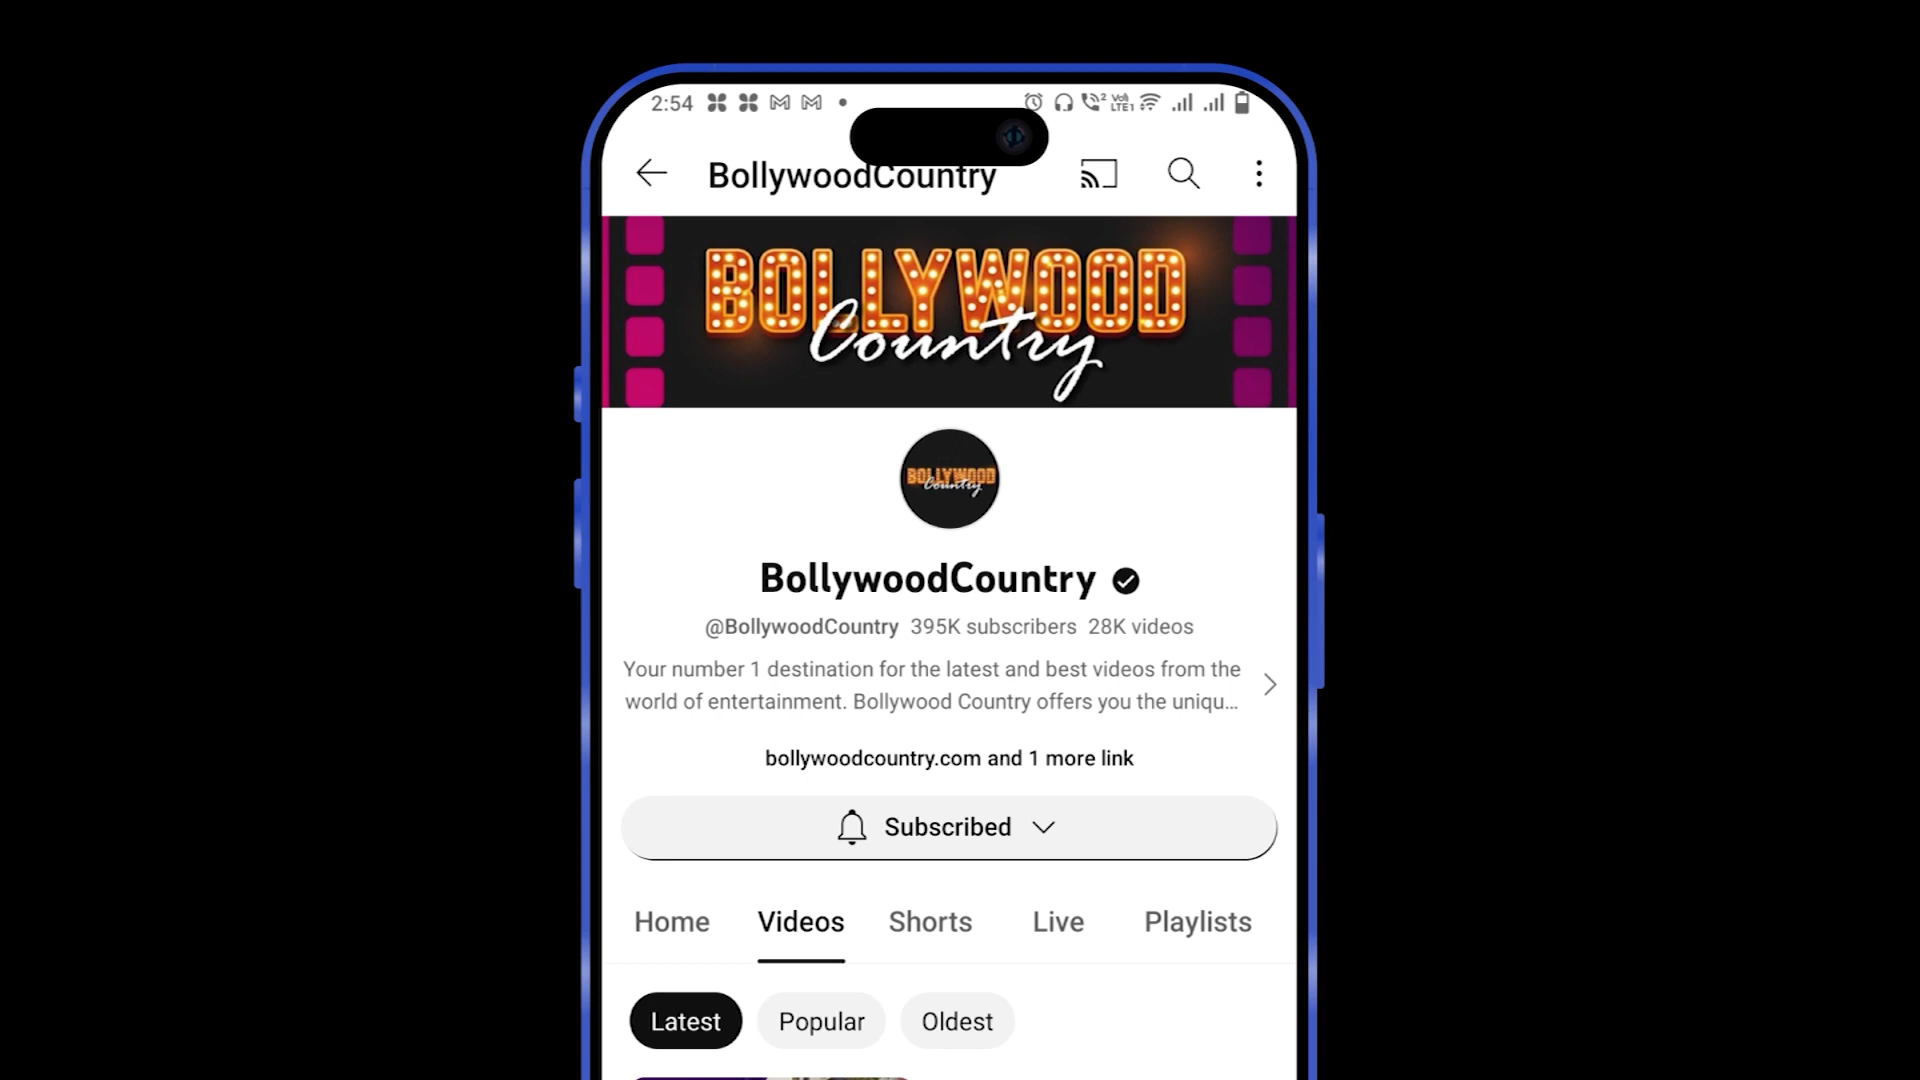 2:54
VoI) LTE1
BollywoodCountry
BOLLYWOOD
Country
BOLLYWOOD
Country
BollywoodCountry
@BollywoodCountry 395K subscribers 28K videos
Your number 1 destination for the latest and best videos from the
world of entertainment. Bollywood Country offers you the uniqu...
bollywoodcountry.com and 1 more link
Subscribed
Home Videos Shorts Live Playlists
Latest Popular Oldest